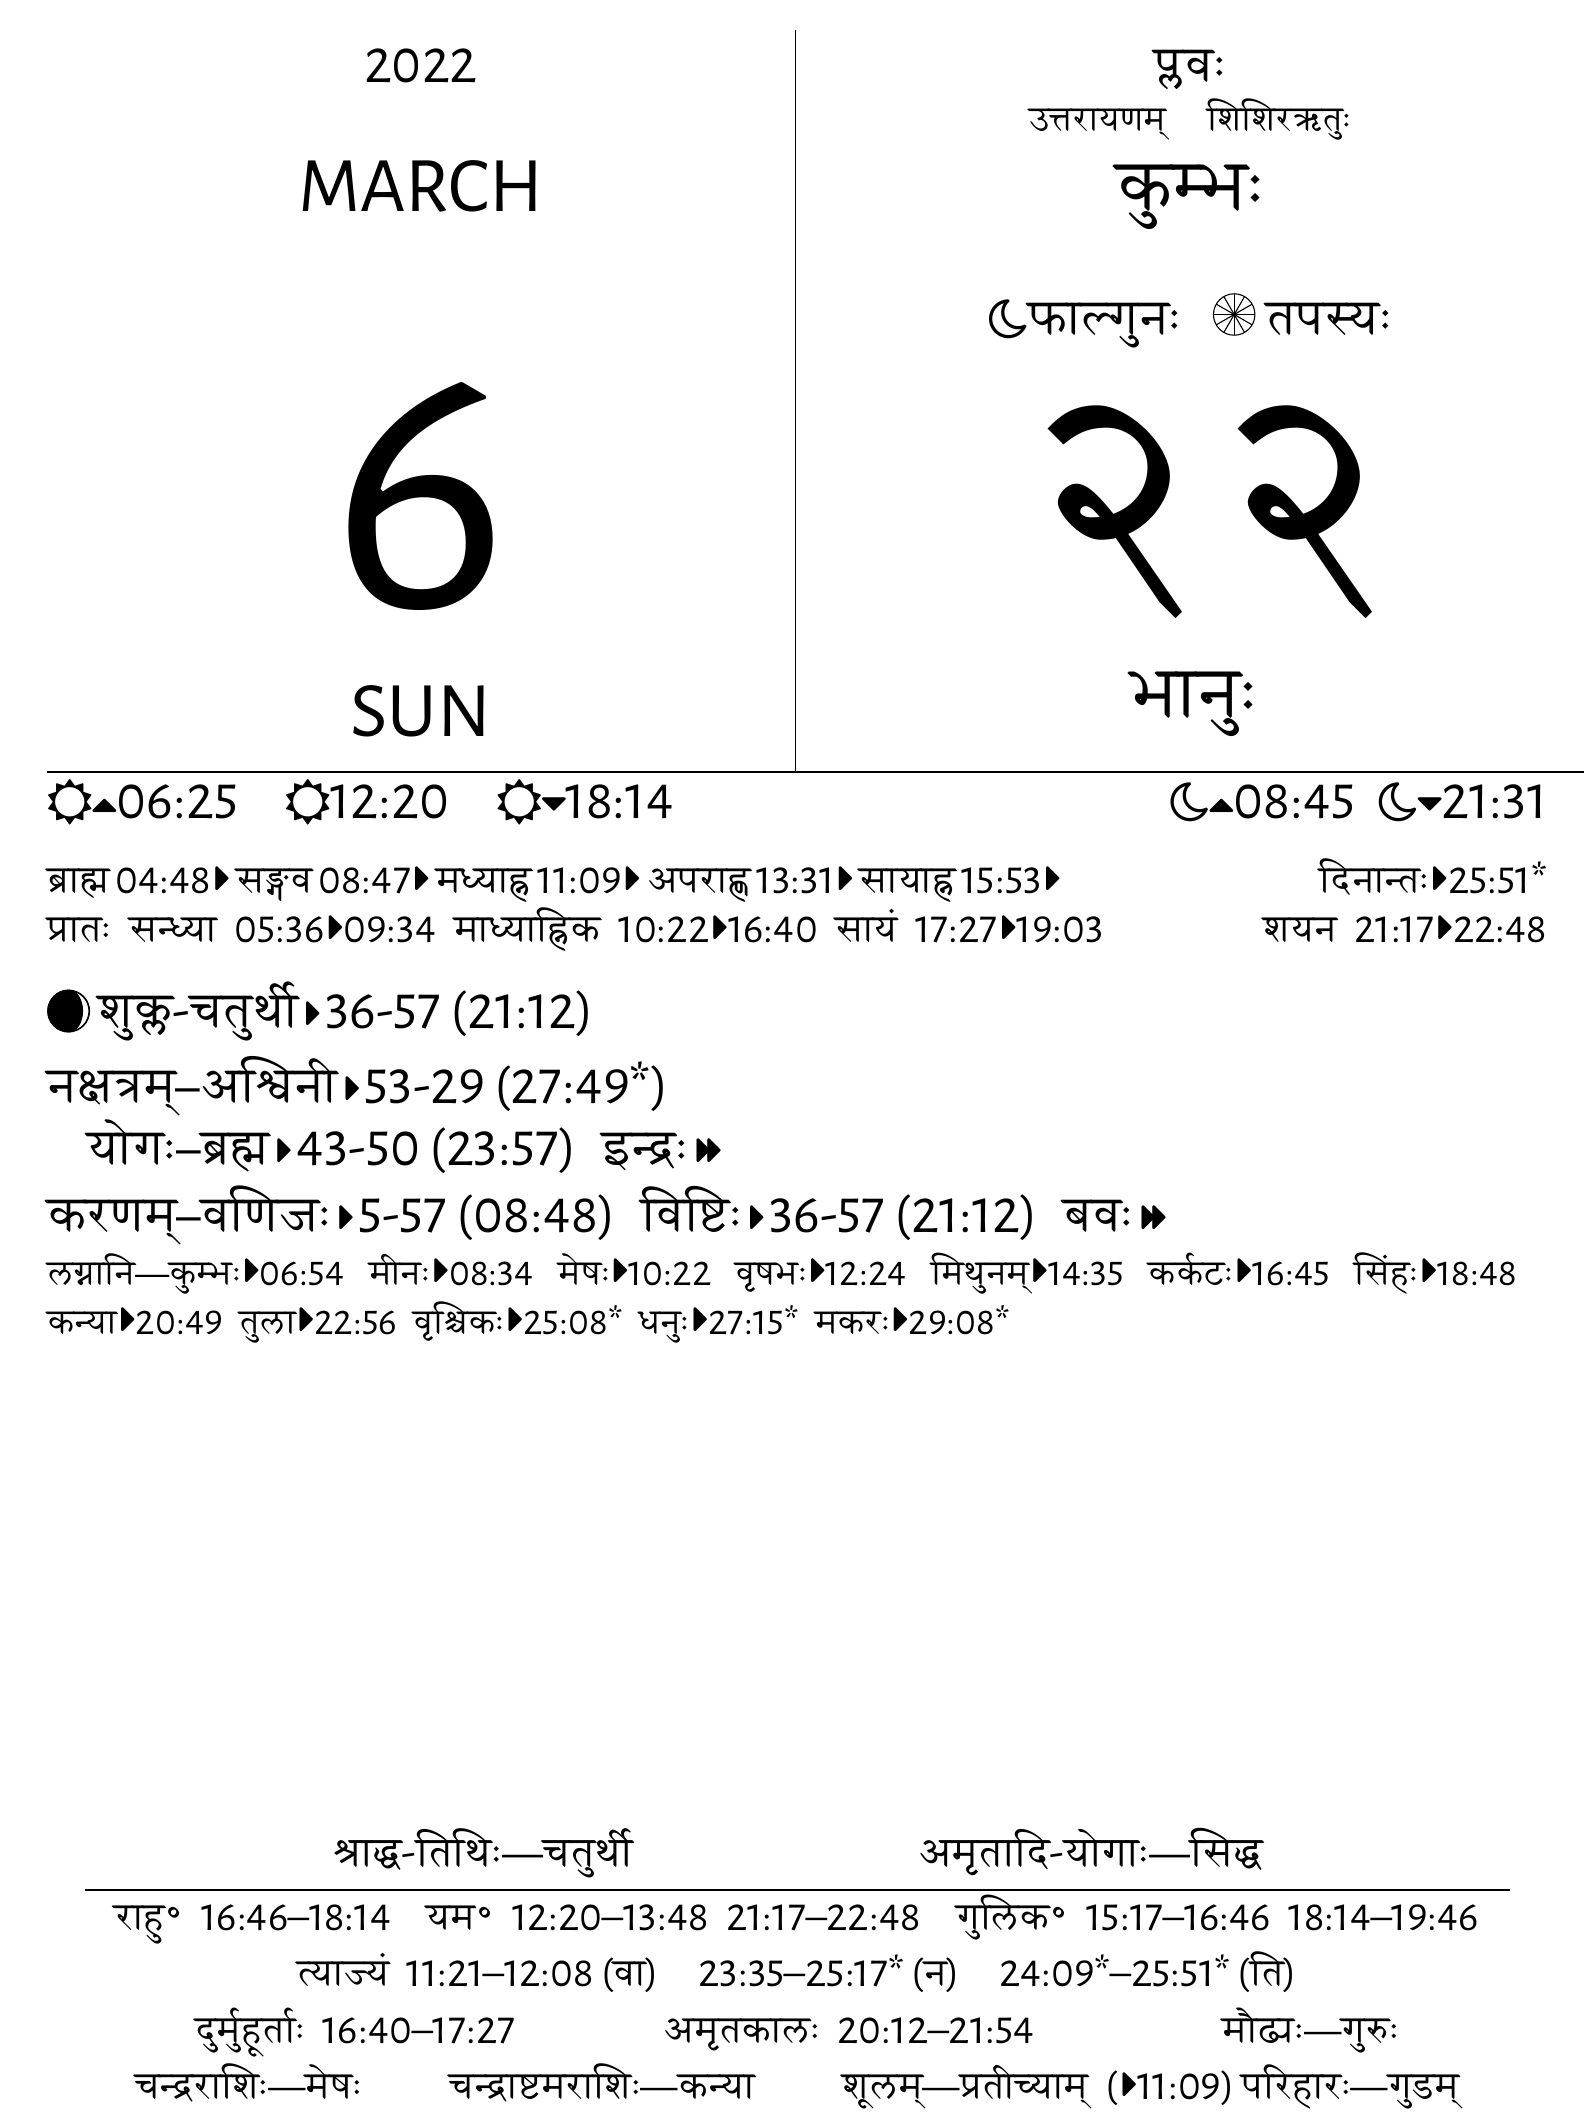 2022
MARCH
6
SUN
प्लवः
उत्तरायणम् शिशिरऋतुः
कुम्भः
फाल्गुनः तपस्यः
२२
भानुः
06:25 12:20 18:14 08:45 21:31
ब्राह्म 04:48 सङ्गव 08:47 मध्याह्न 11:09 अपराह्ण 13:31 सायाह्न 15:53 दिनान्तः 25:51*
प्रातः सन्ध्या 05:36 09:34 माध्याह्निक 10:22 16:40 सायं 17:27 19:03 शयन 21:17 22:48
शुक्ल-चतुर्थी 36-57 (21:12)
नक्षत्रम्–अश्विनी 53-29 (27:49*)
योगः–ब्रह्म 43-50 (23:57) इन्द्रः
करणम्–वणिजः 5-57 (08:48) विष्टिः 36-57 (21:12) बवः
लग्नानि—कुम्भः 06:54 मीनः 08:34 मेषः 10:22 वृषभः 12:24 मिथुनम् 14:35 कर्कटः 16:45 सिंहः 18:48
कन्या 20:49 तुला 22:56 वृश्चिकः 25:08* धनुः 27:15* मकरः 29:08*
श्राद्ध-तिथिः—चतुर्थी अमृतादि-योगाः—सिद्ध
राहु॰ 16:46–18:14 यम॰ 12:20–13:48 21:17–22:48 गुलिक॰ 15:17–16:46 18:14–19:46
त्याज्यं 11:21–12:08 (वा) 23:35–25:17* (न) 24:09*–25:51* (ति)
दुर्मुहूर्ताः 16:40–17:27 अमृतकालः 20:12–21:54 मौढ्यः—गुरुः
चन्द्रराशिः—मेषः चन्द्राष्टमराशिः—कन्या शूलम्—प्रतीच्याम् (11:09) परिहारः—गुडम्